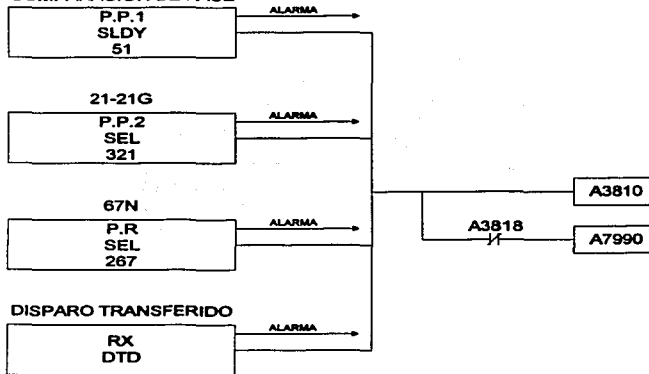 P.P.1
ALARMA
SLDY
51
21-21G
P.P.2
ALARMA
SEL
321
67N
P.R
ALARMA
SEL
267
A3810
A3818
A7990
DISPARO TRANSFERIDO
RX
ALARMA
DTD